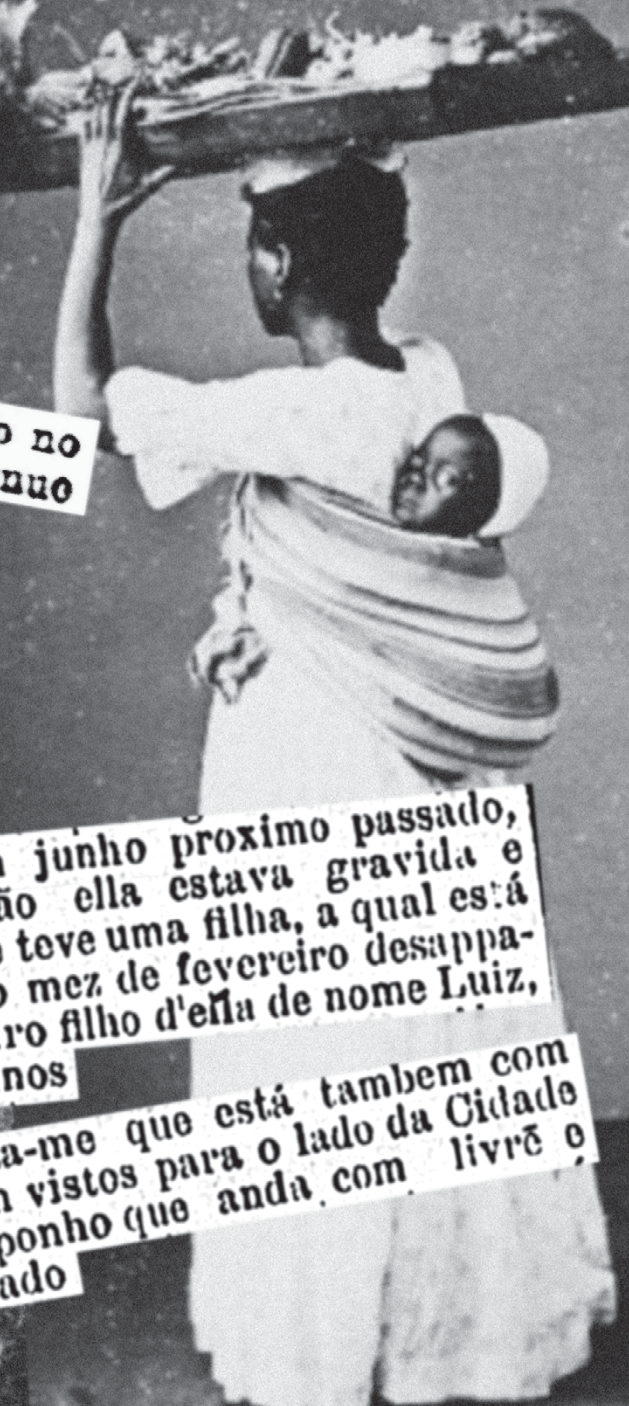 no
nuo
junho proximo passado,
ão ella estava gravida e
teve uma filha, a qual está
mez de fevereiro desappa-
ro filho d'ella de nome Luiz,
nos
a-me que está tambem com
vistos para o lado da Cidade
ponho que anda com livre e
ado